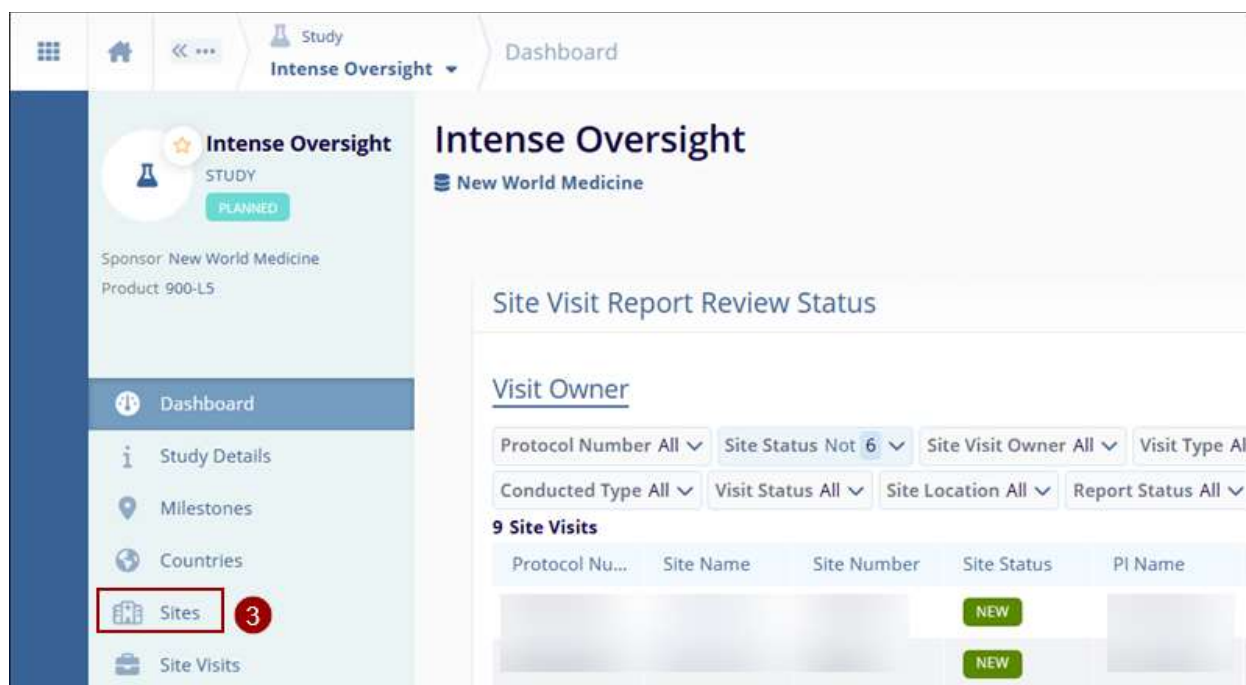 Study
Intense Oversight
Dashboard
Intense Oversight
STUDY
PLANNED
Sponsor New World Medicine
Product 900-L5
Dashboard
Study Details
Milestones
Countries
Sites
3
Site Visits
Intense Oversight
New World Medicine
Site Visit Report Review Status
Visit Owner
Protocol Number All Site Status Not 6 Site Visit Owner All Visit Type Al
Conducted Type All Visit Status All Site Location All Report Status All
9 Site Visits
Protocol Nu... Site Name Site Number Site Status PI Name
NEW
NEW